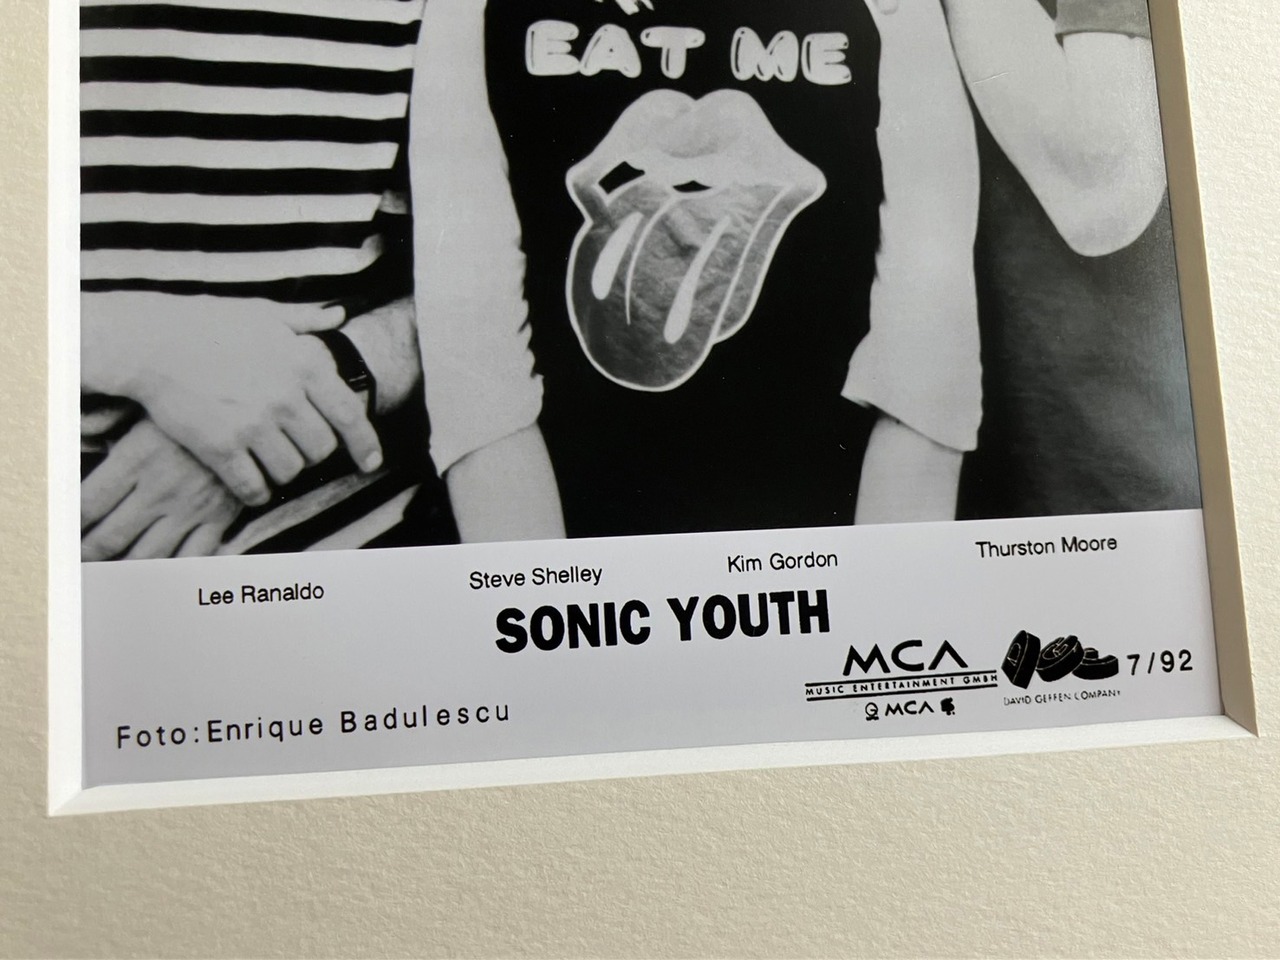 EAT ME
Lee Ranaldo
Steve Shelley
Kim Gordon
Thurston Moore
SONIC YOUTH
MCA
MUSIC ENTERTAINMENT GMBH
MCA
DAVID GEFFEN COMPANY
7/92
Foto:Enrique Badulescu